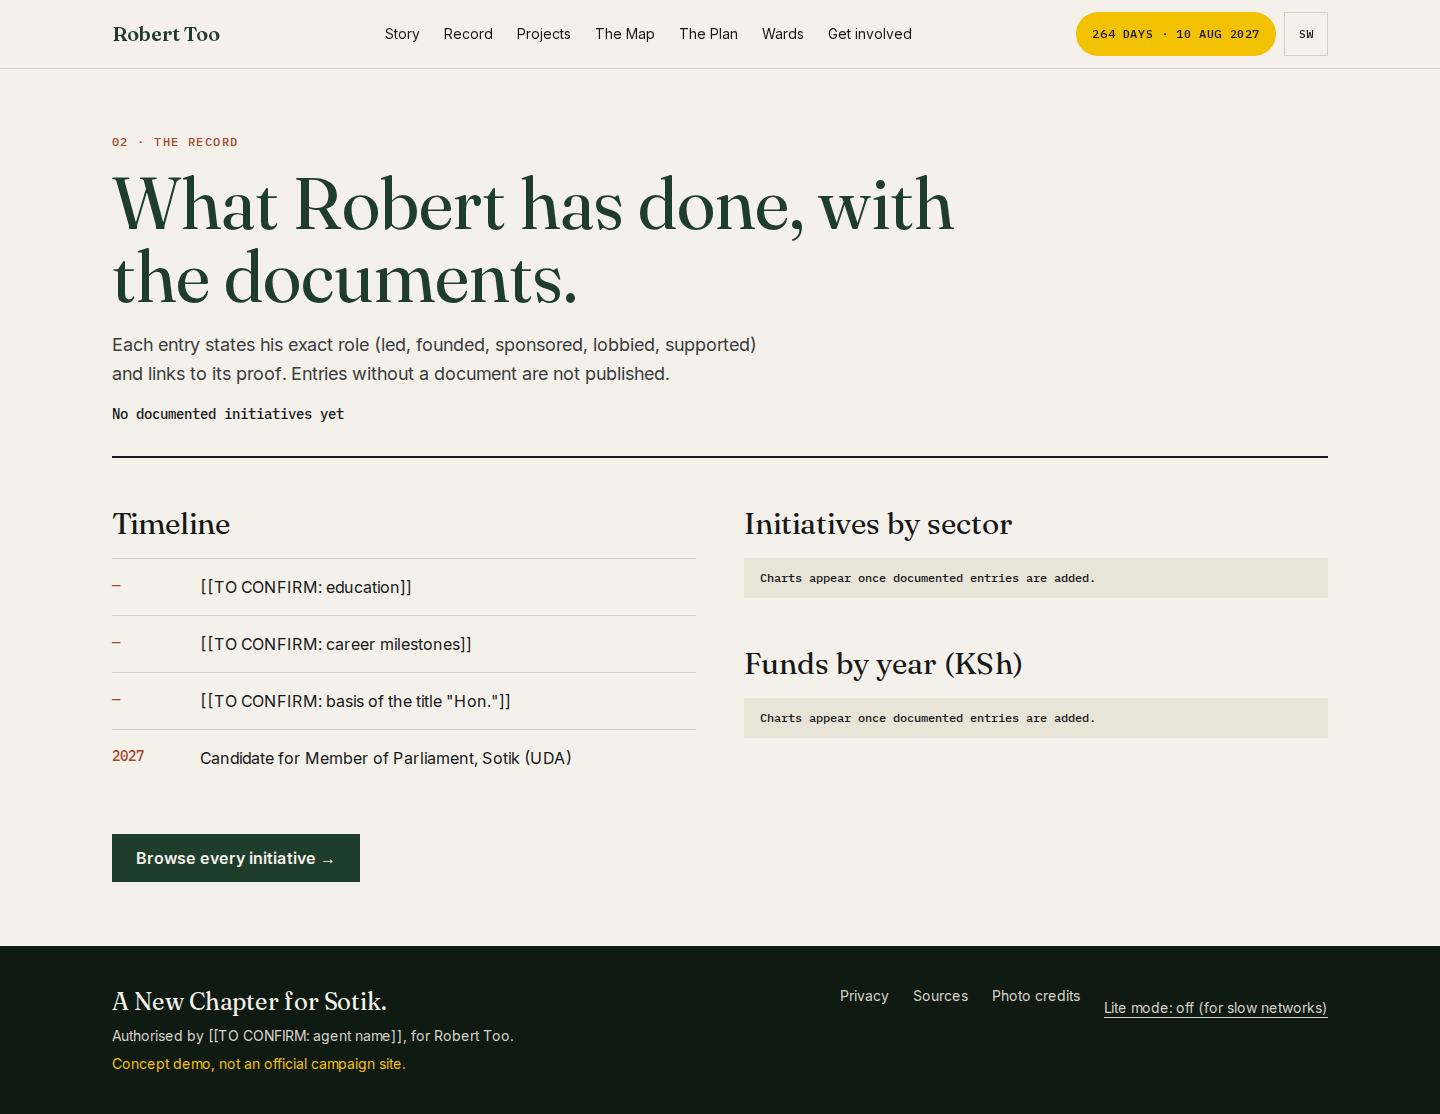 Robert Too
Story Record Projects The Map The Plan Wards Get involved
264 DAYS · 10 AUG 2027
SW
02 · THE RECORD
What Robert has done, with
the documents.
Each entry states his exact role (led, founded, sponsored, lobbied, supported)
and links to its proof. Entries without a document are not published.
No documented initiatives yet
Timeline
— [[TO CONFIRM: education]]
— [[TO CONFIRM: career milestones]]
— [[TO CONFIRM: basis of the title "Hon."]]
2027 Candidate for Member of Parliament, Sotik (UDA)
Initiatives by sector
Charts appear once documented entries are added.
Funds by year (KSh)
Charts appear once documented entries are added.
Browse every initiative →
A New Chapter for Sotik.
Authorised by [[TO CONFIRM: agent name]], for Robert Too.
Concept demo, not an official campaign site.
Privacy Sources Photo credits Lite mode: off (for slow networks)